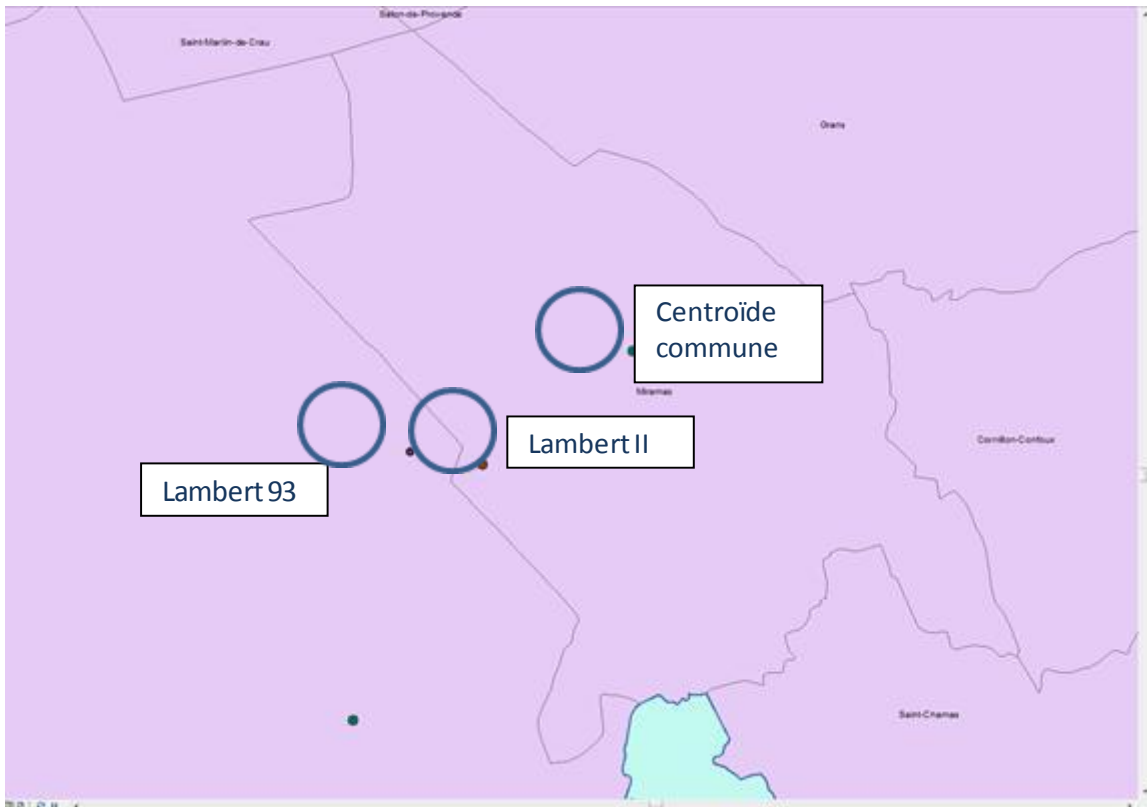 Salon-de-Provence
Saint-Martin-de-Crau
Grans
Centroïde
commune
Miramas
Lambert II
Cornillon-Confoux
Lambert 93
Saint-Chamas